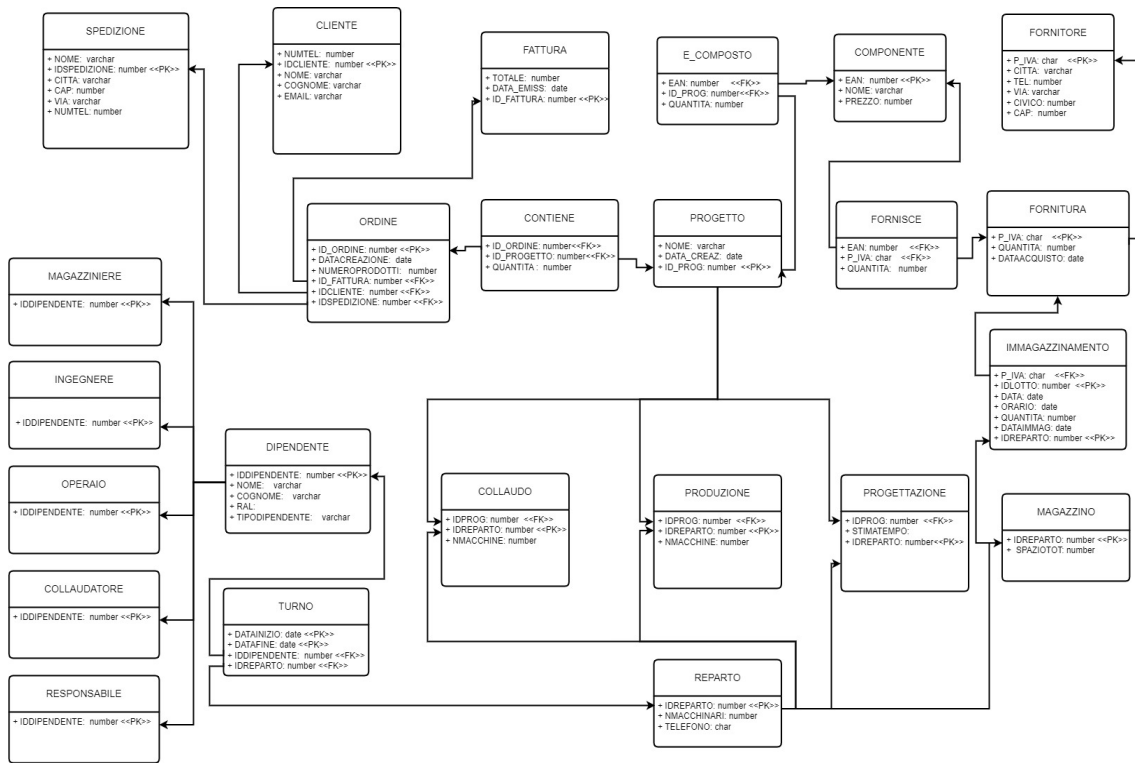 SPEDIZIONE
+ NOME: varchar
+ IDSPEDIZIONE: number <<PK>>
+ CITTA: varchar
+ CAP: number
+ VIA: varchar
+ NUMTEL: number
CLIENTE
+ NUMTEL: number
+ IDCLIENTE: number <<PK>>
+ NOME: varchar
+ COGNOME: varchar
+ EMAIL: varchar
FATTURA
+ TOTALE: number
+ DATA_EMISS: date
+ ID_FATTURA: number <<PK>>
E_COMPOSTO
+ EAN: number <<FK>>
+ ID_PROG: number<<FK>>
+ QUANTITA: number
COMPONENTE
+ EAN: number <<PK>>
+ NOME: varchar
+ PREZZO: number
FORNITORE
+ P_IVA: char <<PK>>
+ CITTA: varchar
+ TEL: number
+ VIA: varchar
+ CIVICO: number
+ CAP: number
ORDINE
+ ID_ORDINE: number <<PK>>
+ DATACREAZIONE: date
+ NUMEROPRODOTTI: number
+ ID_FATTURA: number <<FK>>
+ IDCLIENTE: number <<FK>>
+ IDSPEDIZIONE: number <<FK>>
CONTIENE
+ ID_ORDINE: number<<FK>>
+ ID_PROGETTO: number<<FK>>
+ QUANTITA: number
PROGETTO
+ NOME: varchar
+ DATA_CREAZ: date
+ ID_PROG: number <<PK>>
FORNISCE
+ EAN: number <<FK>>
+ P_IVA: char <<FK>>
+ QUANTITA: number
FORNITURA
+ P_IVA: char <<PK>>
+ QUANTITA: number
+ DATAACQUISTO: date
MAGAZZINIERE
+ IDDIPENDENTE: number <<PK>>
INGEGNERE
+ IDDIPENDENTE: number <<PK>>
OPERAIO
+ IDDIPENDENTE: number <<PK>>
COLLAUDATORE
+ IDDIPENDENTE: number <<PK>>
RESPONSABILE
+ IDDIPENDENTE: number <<PK>>
DIPENDENTE
+ IDDIPENDENTE: number <<PK>>
+ NOME: varchar
+ COGNOME: varchar
+ RAL:
+ TIPODIPENDENTE: varchar
TURNO
+ DATAINIZIO: date <<PK>>
+ DATAFINE: date <<PK>>
+ IDDIPENDENTE: number <<FK>>
+ IDREPARTO: number <<FK>>
COLLAUDO
+ IDPROG: number <<FK>>
+ IDREPARTO: number <<PK>>
+ NMACCHINE: number
PRODUZIONE
+ IDPROG: number <<FK>>
+ IDREPARTO: number <<PK>>
+ NMACCHINE: number
PROGETTAZIONE
+ IDPROG: number <<FK>>
+ STIMATEMPO:
+ IDREPARTO: number<<PK>>
IMMAGAZZINAMENTO
+ P_IVA: char <<FK>>
+ IDLOTTO: number <<PK>>
+ DATA: date
+ ORARIO: date
+ QUANTITA: number
+ DATAIMMAG: date
+ IDREPARTO: number <<PK>>
MAGAZZINO
+ IDREPARTO: number <<PK>>
+ SPAZIOTOT: number
REPARTO
+ IDREPARTO: number <<PK>>
+ NMACCHINARI: number
+ TELEFONO: char